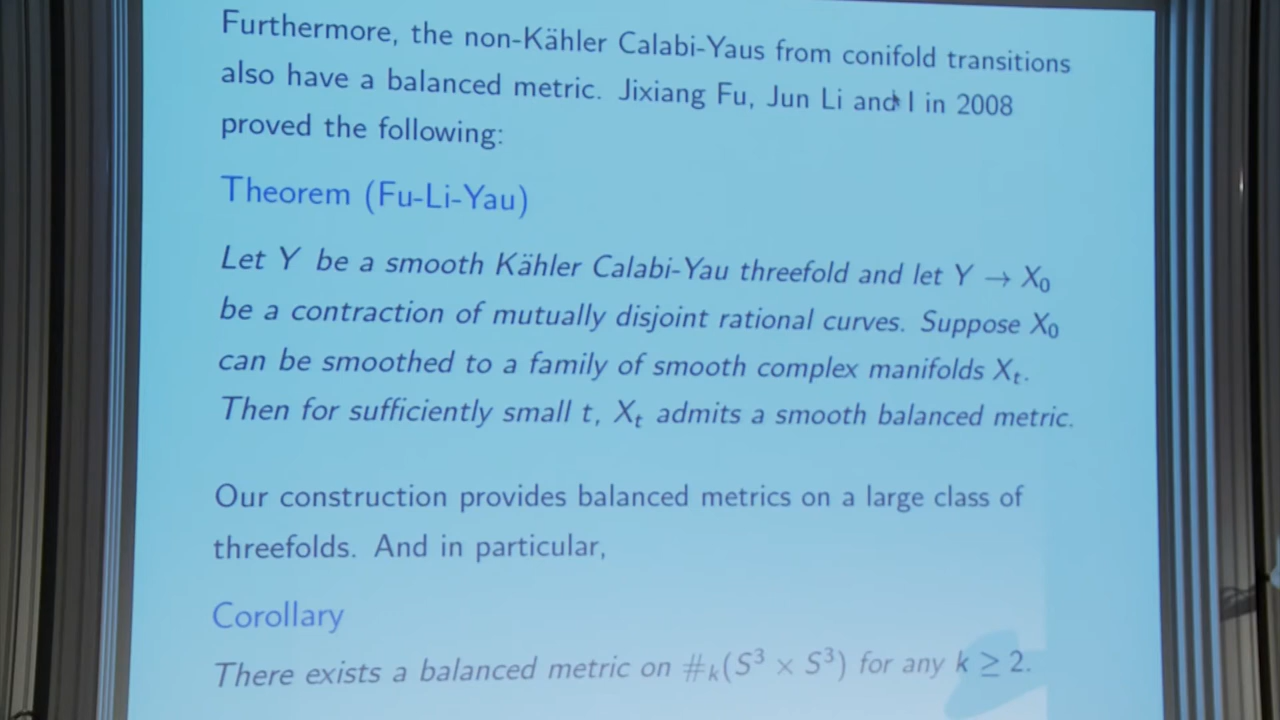 Furthermore, the non-Kähler Calabi-Yaus from conifold transitions
also have a balanced metric. Jixiang Fu, Jun Li and I in 2008
proved the following:
Theorem (Fu-Li-Yau)
Let Y be a smooth Kähler Calabi-Yau threefold and let Y → X₀
be a contraction of mutually disjoint rational curves. Suppose X₀
can be smoothed to a family of smooth complex manifolds Xₜ.
Then for sufficiently small t, Xₜ admits a smooth balanced metric.
Our construction provides balanced metrics on a large class of
threefolds. And in particular,
Corollary
There exists a balanced metric on #ₖ(S³ × S³) for any k ≥ 2.